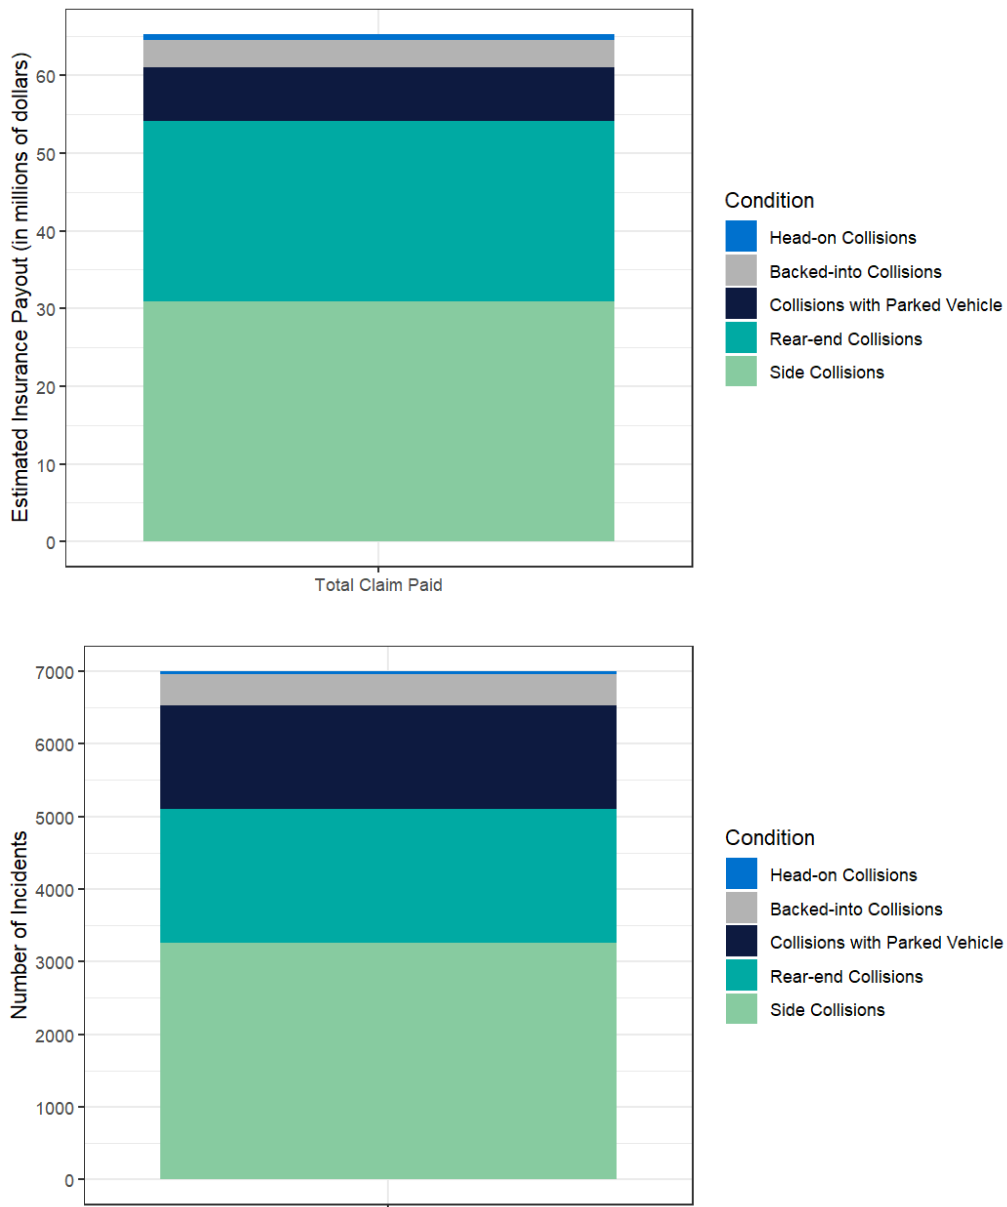 Estimated Insurance Payout (in millions of dollars)
60
50
40
30
20
10
0
Total Claim Paid
Condition
Head-on Collisions
Backed-into Collisions
Collisions with Parked Vehicle
Rear-end Collisions
Side Collisions
Number of Incidents
7000
6000
5000
4000
3000
2000
1000
0
Condition
Head-on Collisions
Backed-into Collisions
Collisions with Parked Vehicle
Rear-end Collisions
Side Collisions